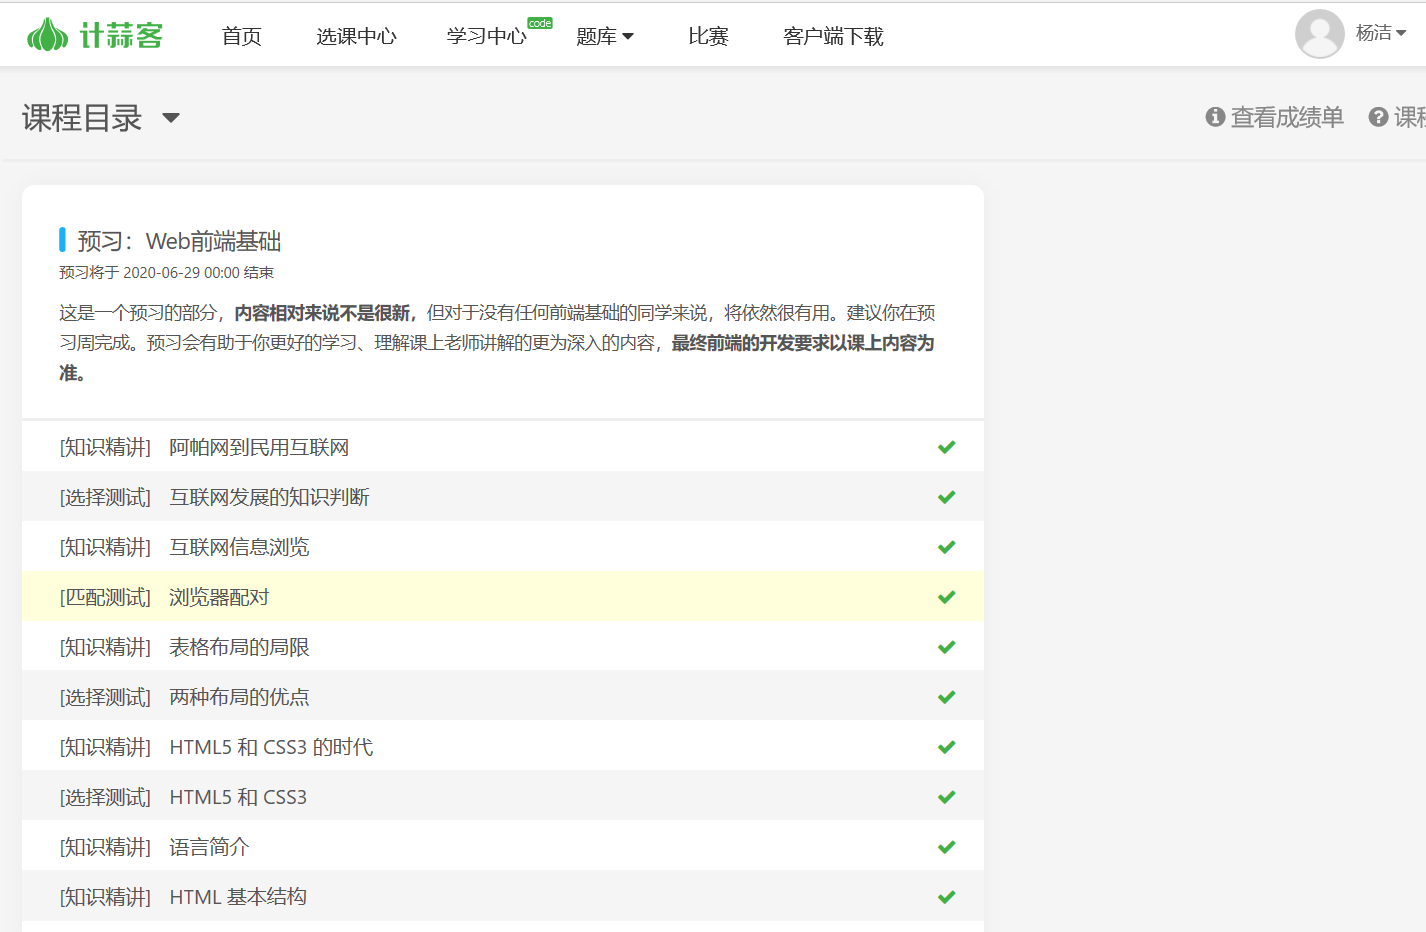 计蒜客 首页 选课中心 学习中心 code 题库 比赛 客户端下载 杨洁
课程目录 查看成绩单 课程
预习：Web前端基础
预习将于 2020-06-29 00:00 结束
这是一个预习的部分，内容相对来说不是很新，但对于没有任何前端基础的同学来说，将依然很有用。建议你在预
习周完成。预习会有助于你更好的学习、理解课上老师讲解的更为深入的内容，最终前端的开发要求以课上内容为
准。
[知识精讲] 阿帕网到民用互联网
[选择测试] 互联网发展的知识判断
[知识精讲] 互联网信息浏览
[匹配测试] 浏览器配对
[知识精讲] 表格布局的局限
[选择测试] 两种布局的优点
[知识精讲] HTML5 和 CSS3 的时代
[选择测试] HTML5 和 CSS3
[知识精讲] 语言简介
[知识精讲] HTML 基本结构